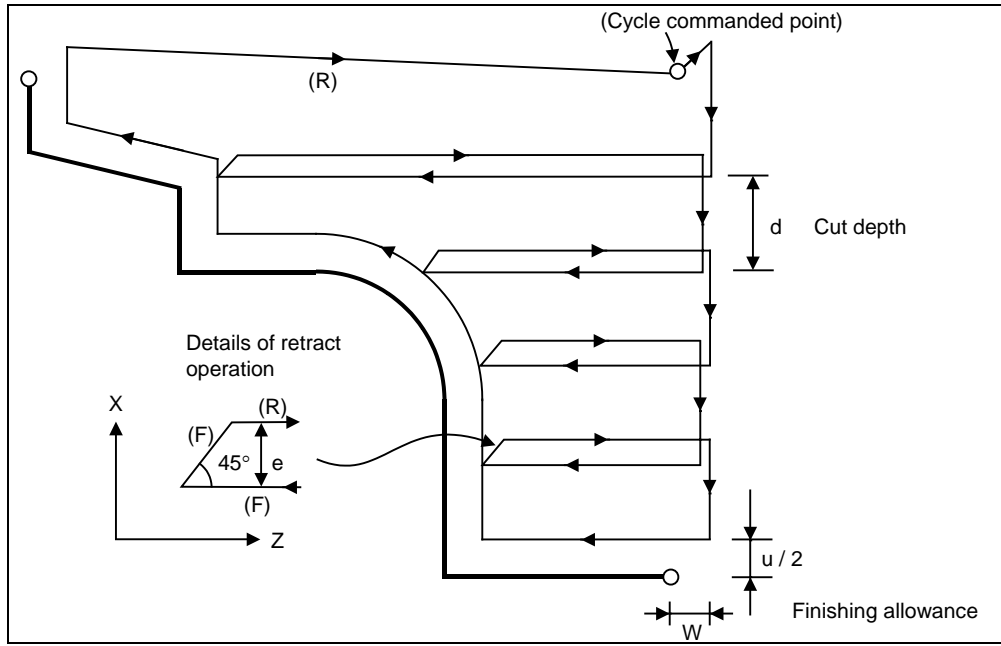 (Cycle commanded point)
(R)
d
Cut depth
Details of retract
operation
X
(R)
(F)
45° e
(F)
Z
u / 2
Finishing allowance
W